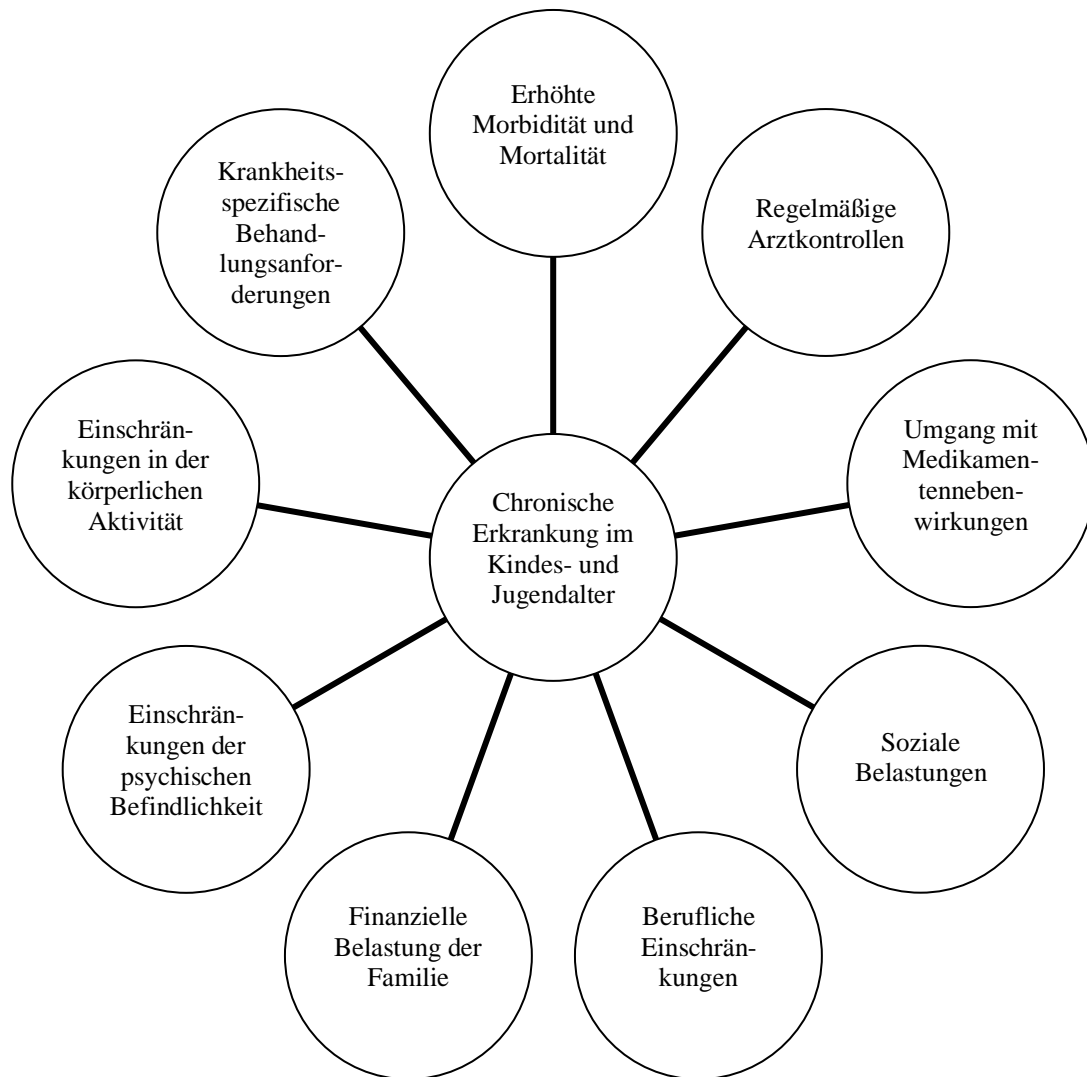 Erhöhte
Morbidität und
Mortalität
Regelmäßige
Arztkontrollen
Umgang mit
Medikamen-
tenneben-
wirkungen
Soziale
Belastungen
Berufliche
Einschrän-
kungen
Finanzielle
Belastung der
Familie
Einschrän-
kungen der
psychischen
Befindlichkeit
Einschrän-
kungen in der
körperlichen
Aktivität
Krankheits-
spezifische
Behand-
lungsanfor-
derungen
Chronische
Erkrankung im
Kindes- und
Jugendalter